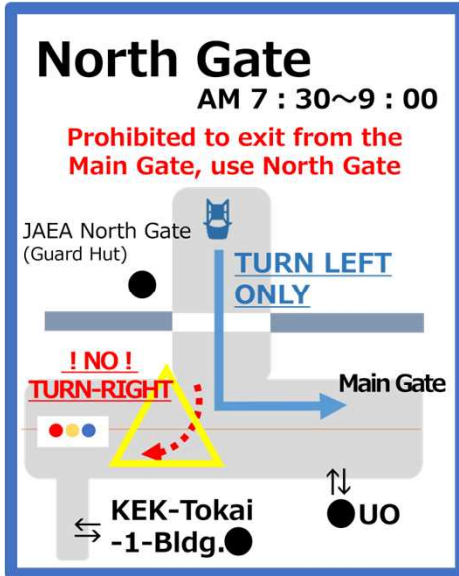 North Gate
AM 7 : 30～9 : 00
Prohibited to exit from the
Main Gate, use North Gate
JAEA North Gate
(Guard Hut)
TURN LEFT
ONLY
! NO !
TURN-RIGHT
Main Gate
KEK-Tokai
-1-Bldg.
UO